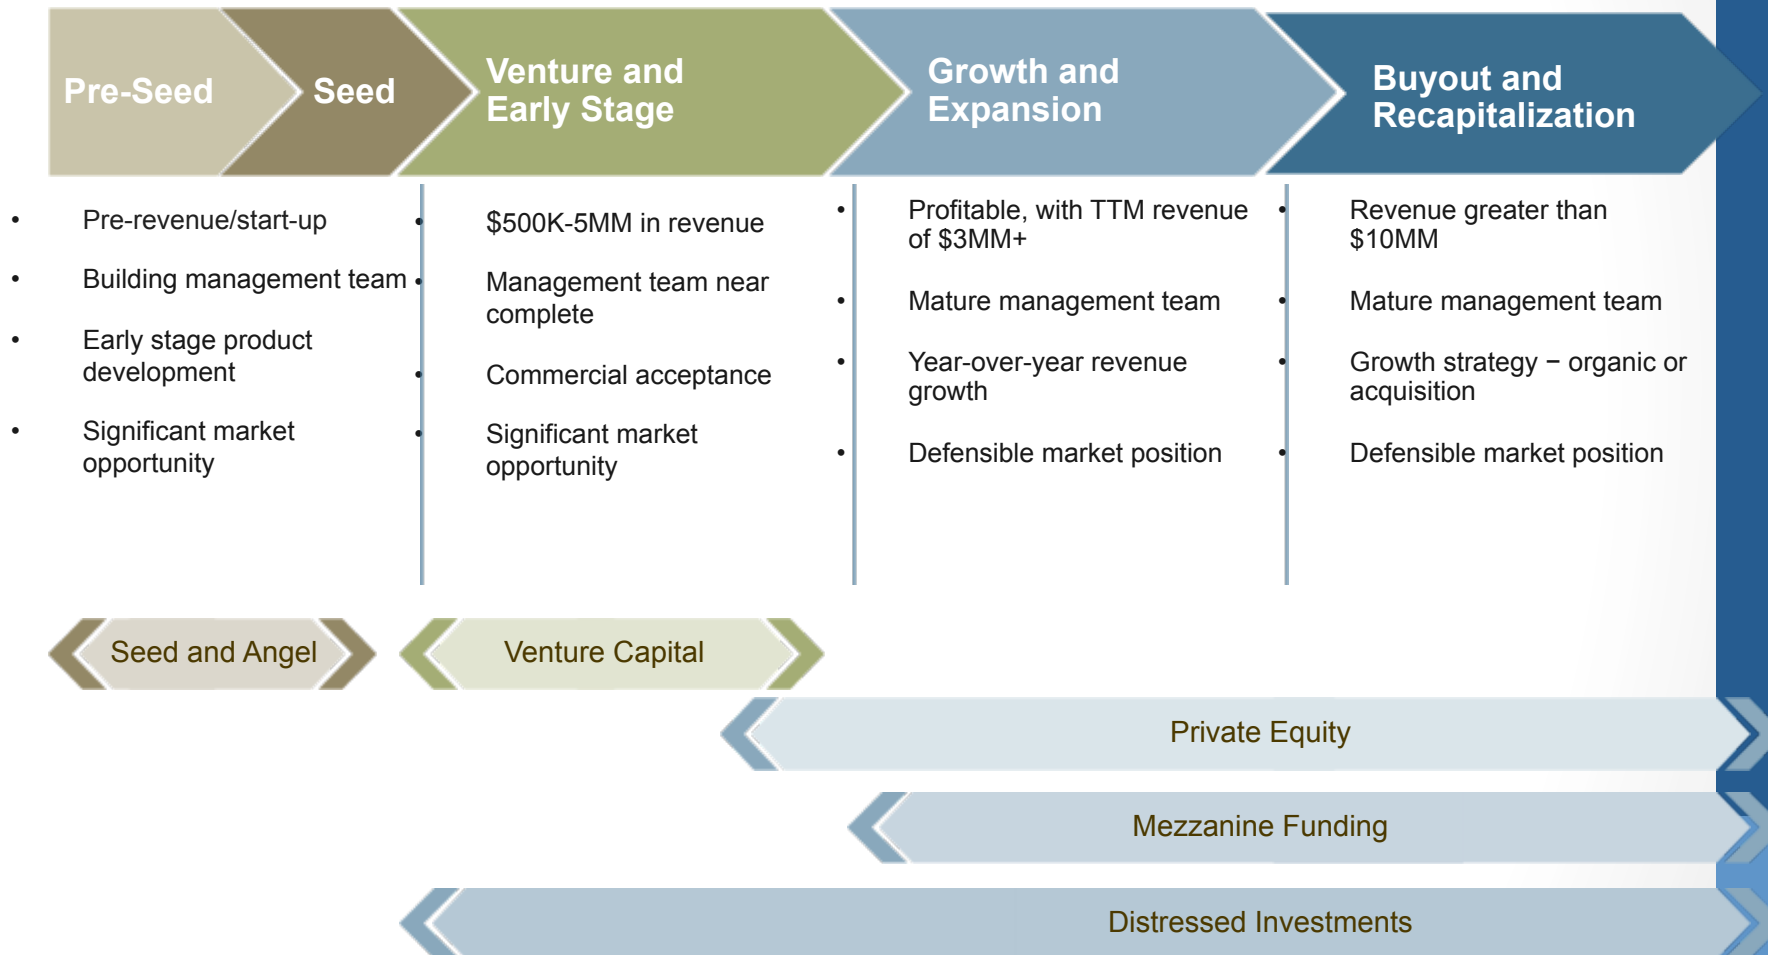 Pre-Seed
Seed
Venture and
Early Stage
Growth and
Expansion
Buyout and
Recapitalization
• Pre-revenue/start-up
• Building management team
• Early stage product
development
• Significant market
opportunity
• $500K-5MM in revenue
• Management team near
complete
• Commercial acceptance
• Significant market
opportunity
• Profitable, with TTM revenue
of $3MM+
• Mature management team
• Year-over-year revenue
growth
• Defensible market position
• Revenue greater than
$10MM
• Mature management team
• Growth strategy − organic or
acquisition
• Defensible market position
Seed and Angel
Venture Capital
Private Equity
Mezzanine Funding
Distressed Investments